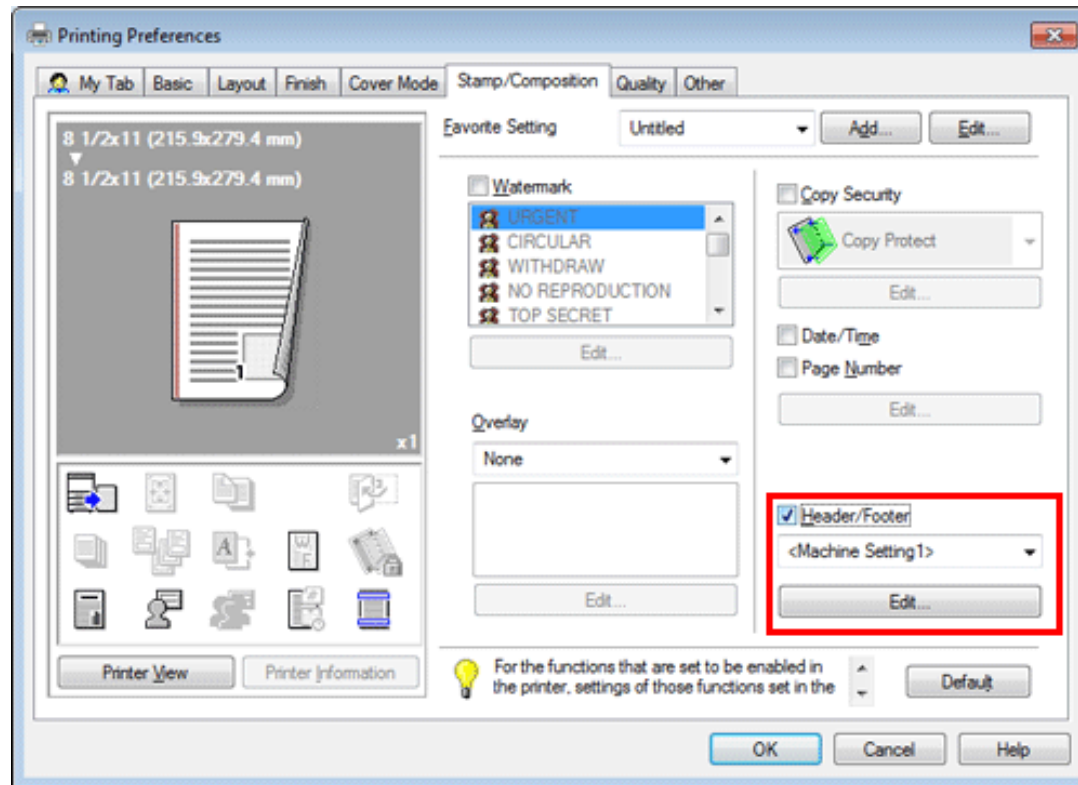 Printing Preferences
My Tab
Basic
Layout
Finish
Cover Mode
Stamp/Composition
Quality
Other
8 1/2x11 (215.9x279.4 mm)
8 1/2x11 (215.9x279.4 mm)
1
x1
Printer View
Printer Information
Favorite Setting
Untitled
Add...
Edit...
Watermark
URGENT
CIRCULAR
WITHDRAW
NO REPRODUCTION
TOP SECRET
Edit...
Overlay
None
Edit...
Copy Security
Copy Protect
Edit...
Date/Time
Page Number
Edit...
Header/Footer
<Machine Setting1>
Edit...
For the functions that are set to be enabled in
the printer, settings of those functions set in the
Default
OK
Cancel
Help